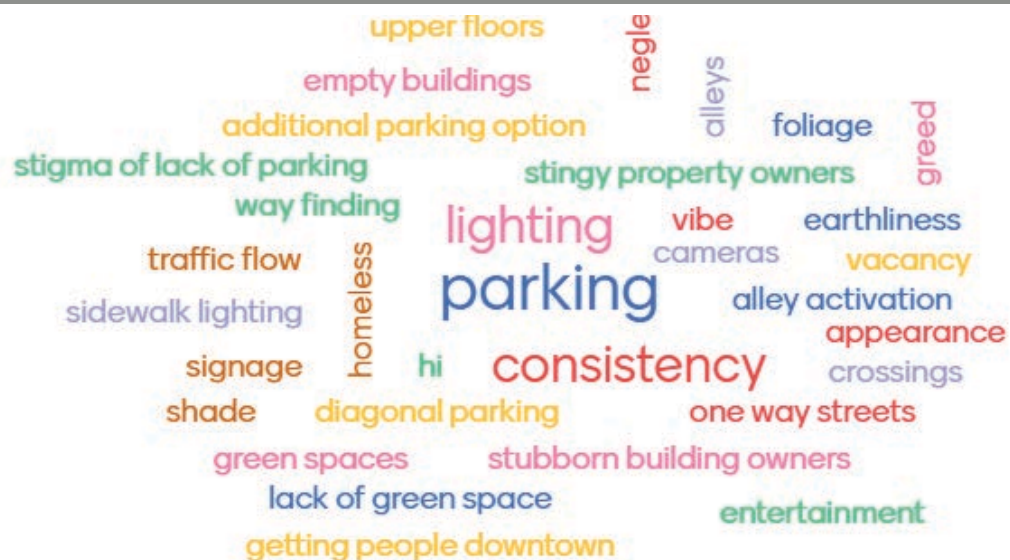 upper floors
negle
empty buildings
alleys
additional parking option
foliage
greed
stigma of lack of parking
stingy property owners
way finding
lighting
vibe
earthliness
traffic flow
homeless
cameras
vacancy
parking
sidewalk lighting
alley activation
appearance
signage
hi
consistency
crossings
shade
diagonal parking
one way streets
green spaces
stubborn building owners
lack of green space
entertainment
getting people downtown